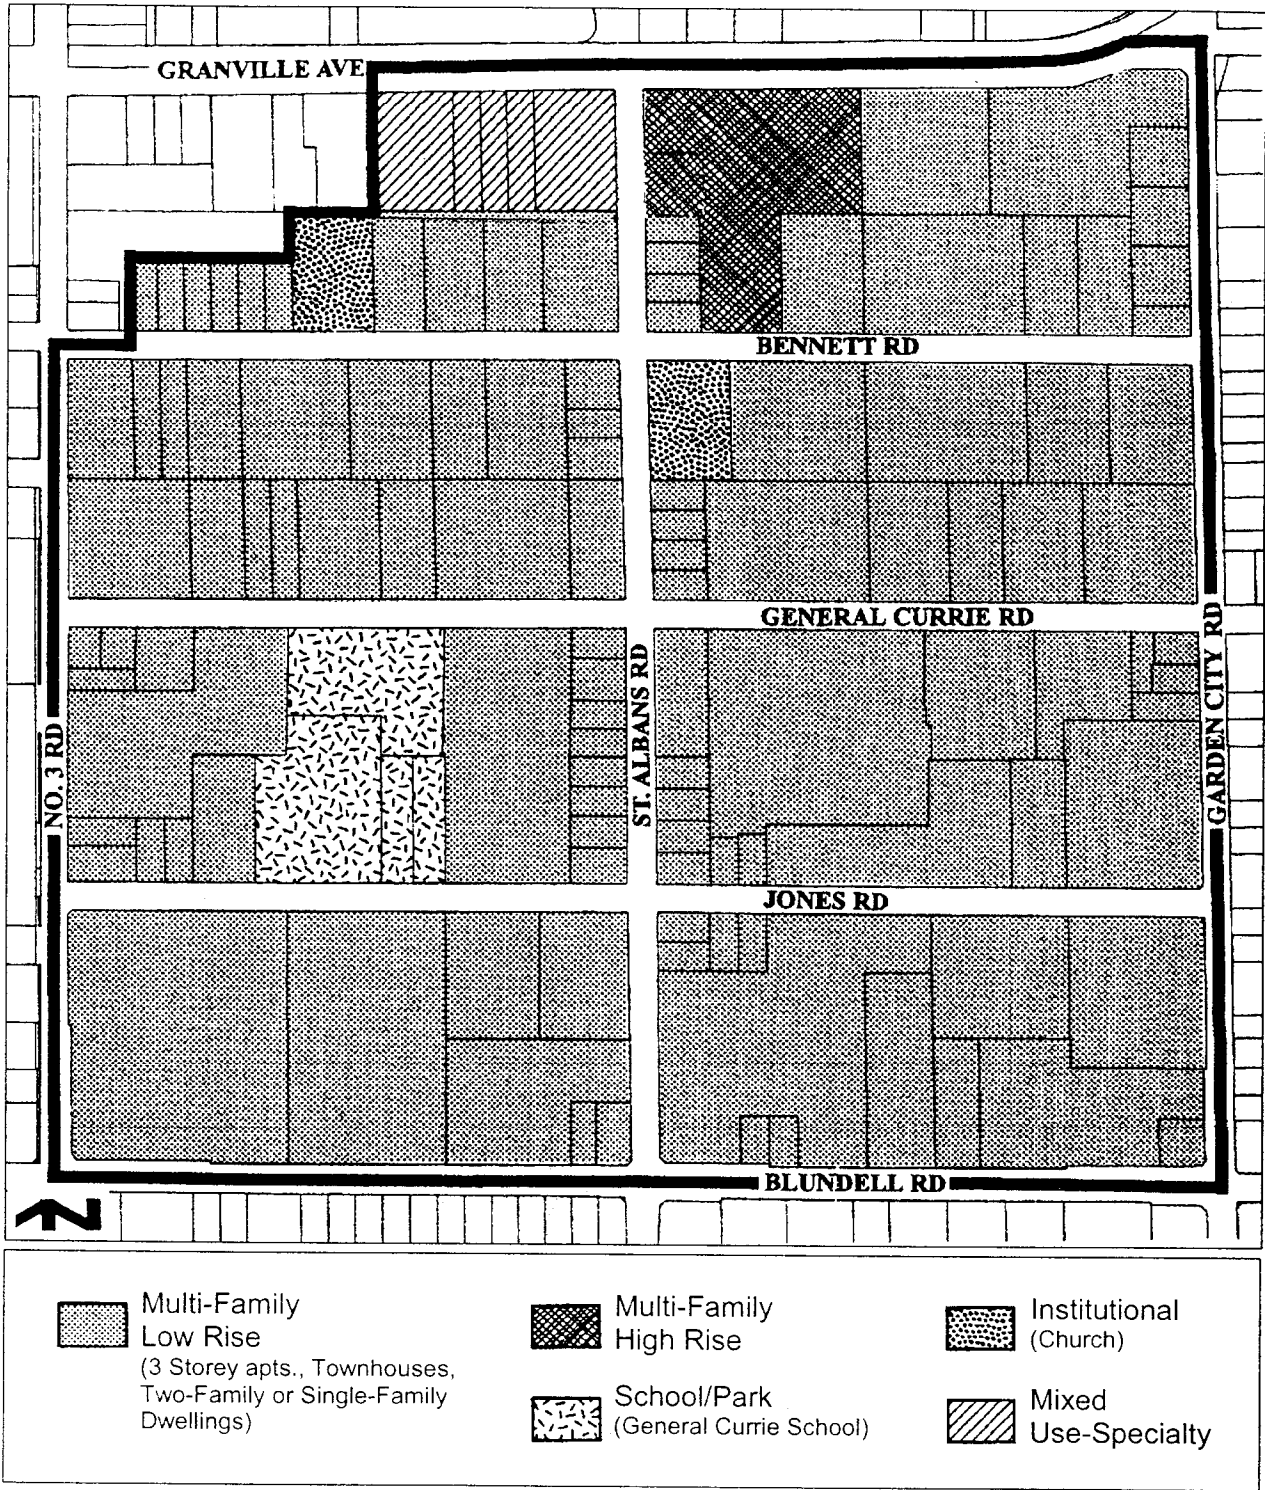 GRANVILLE AVE
BENNETT RD
GENERAL CURRIE RD
NO. 3 RD
ST. ALBANS RD
GARDEN CITY RD
JONES RD
BLUNDELL RD
N
Multi-Family
Low Rise
(3 Storey apts., Townhouses,
Two-Family or Single-Family
Dwellings)
Multi-Family
High Rise
School/Park
(General Currie School)
Institutional
(Church)
Mixed
Use-Specialty